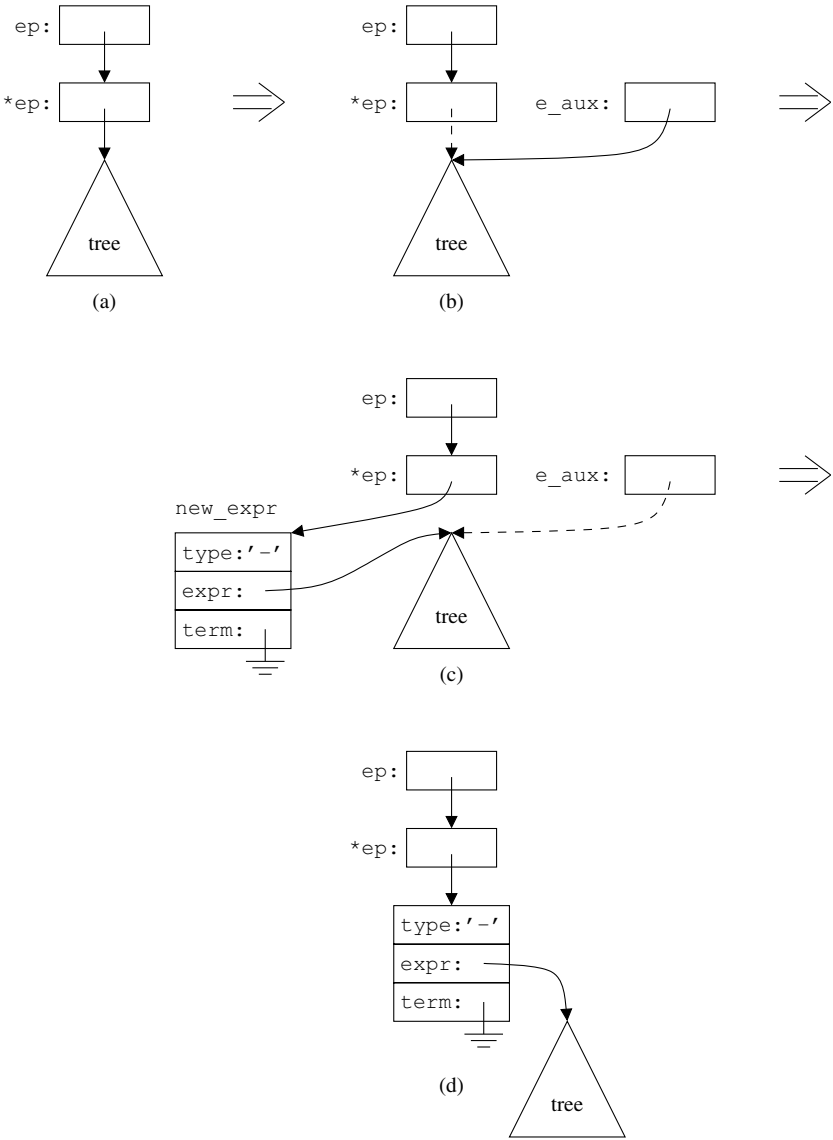 ep:
*ep:
tree
(a)
ep:
*ep:
e_aux:
tree
(b)
ep:
*ep:
e_aux:
new_expr
type:'-'
expr:
term:
tree
(c)
ep:
*ep:
type:'-'
expr:
term:
(d)
tree